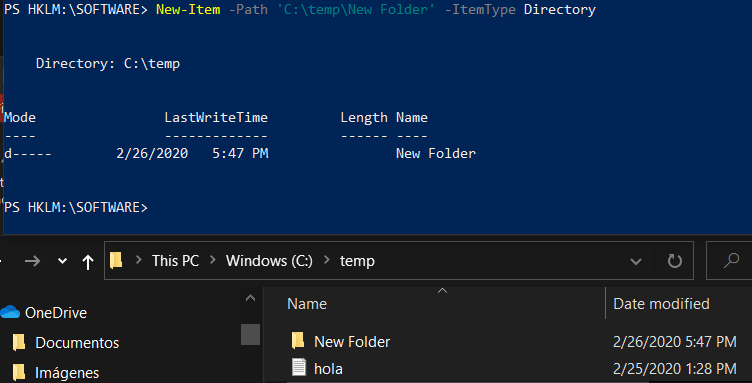 PS HKLM:\SOFTWARE> New-Item -Path 'C:\temp\New Folder' -ItemType Directory
Directory: C:\temp
Mode LastWriteTime Length Name
---- ------------- ------ ----
d----- 2/26/2020 5:47 PM New Folder
PS HKLM:\SOFTWARE>
This PC > Windows (C:) > temp
Name Date modified
OneDrive
New Folder 2/26/2020 5:47 PM
Documentos
hola 2/25/2020 1:28 PM
Imágenes